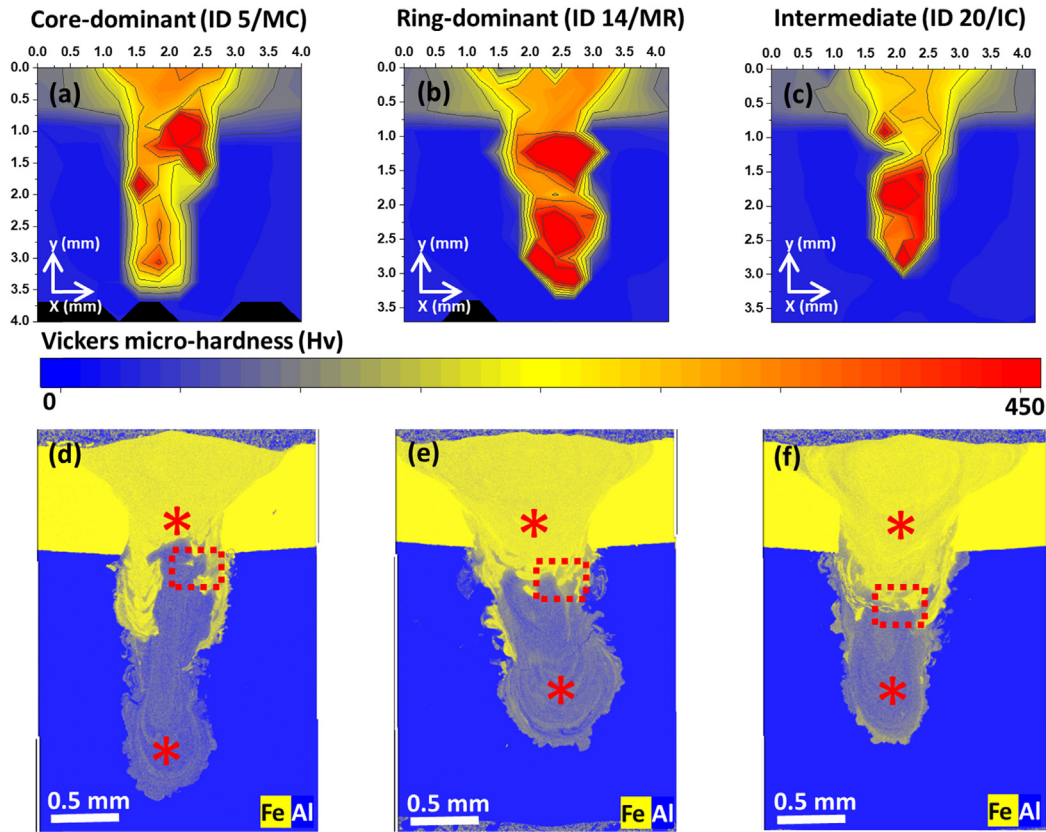 Core-dominant (ID 5/MC) Ring-dominant (ID 14/MR) Intermediate (ID 20/IC)
0.0 0.5 1.0 1.5 2.0 2.5 3.0 3.5 4.0
0.0 0.5 1.0 1.5 2.0 2.5 3.0 3.5 4.0
0.0 0.5 1.0 1.5 2.0 2.5 3.0 3.5 4.0
(a)
0.0
0.5
1.0
1.5
2.0
2.5
3.0
3.5
4.0
y (mm)
X (mm)
(b)
0.0
0.5
1.0
1.5
2.0
2.5
3.0
3.5
y (mm)
X (mm)
(c)
0.0
0.5
1.0
1.5
2.0
2.5
3.0
3.5
y (mm)
X (mm)
Vickers micro-hardness (Hv)
0 450
(d)
*
*
0.5 mm
Fe Al
(e)
*
*
0.5 mm
Fe Al
(f)
*
*
0.5 mm
Fe Al